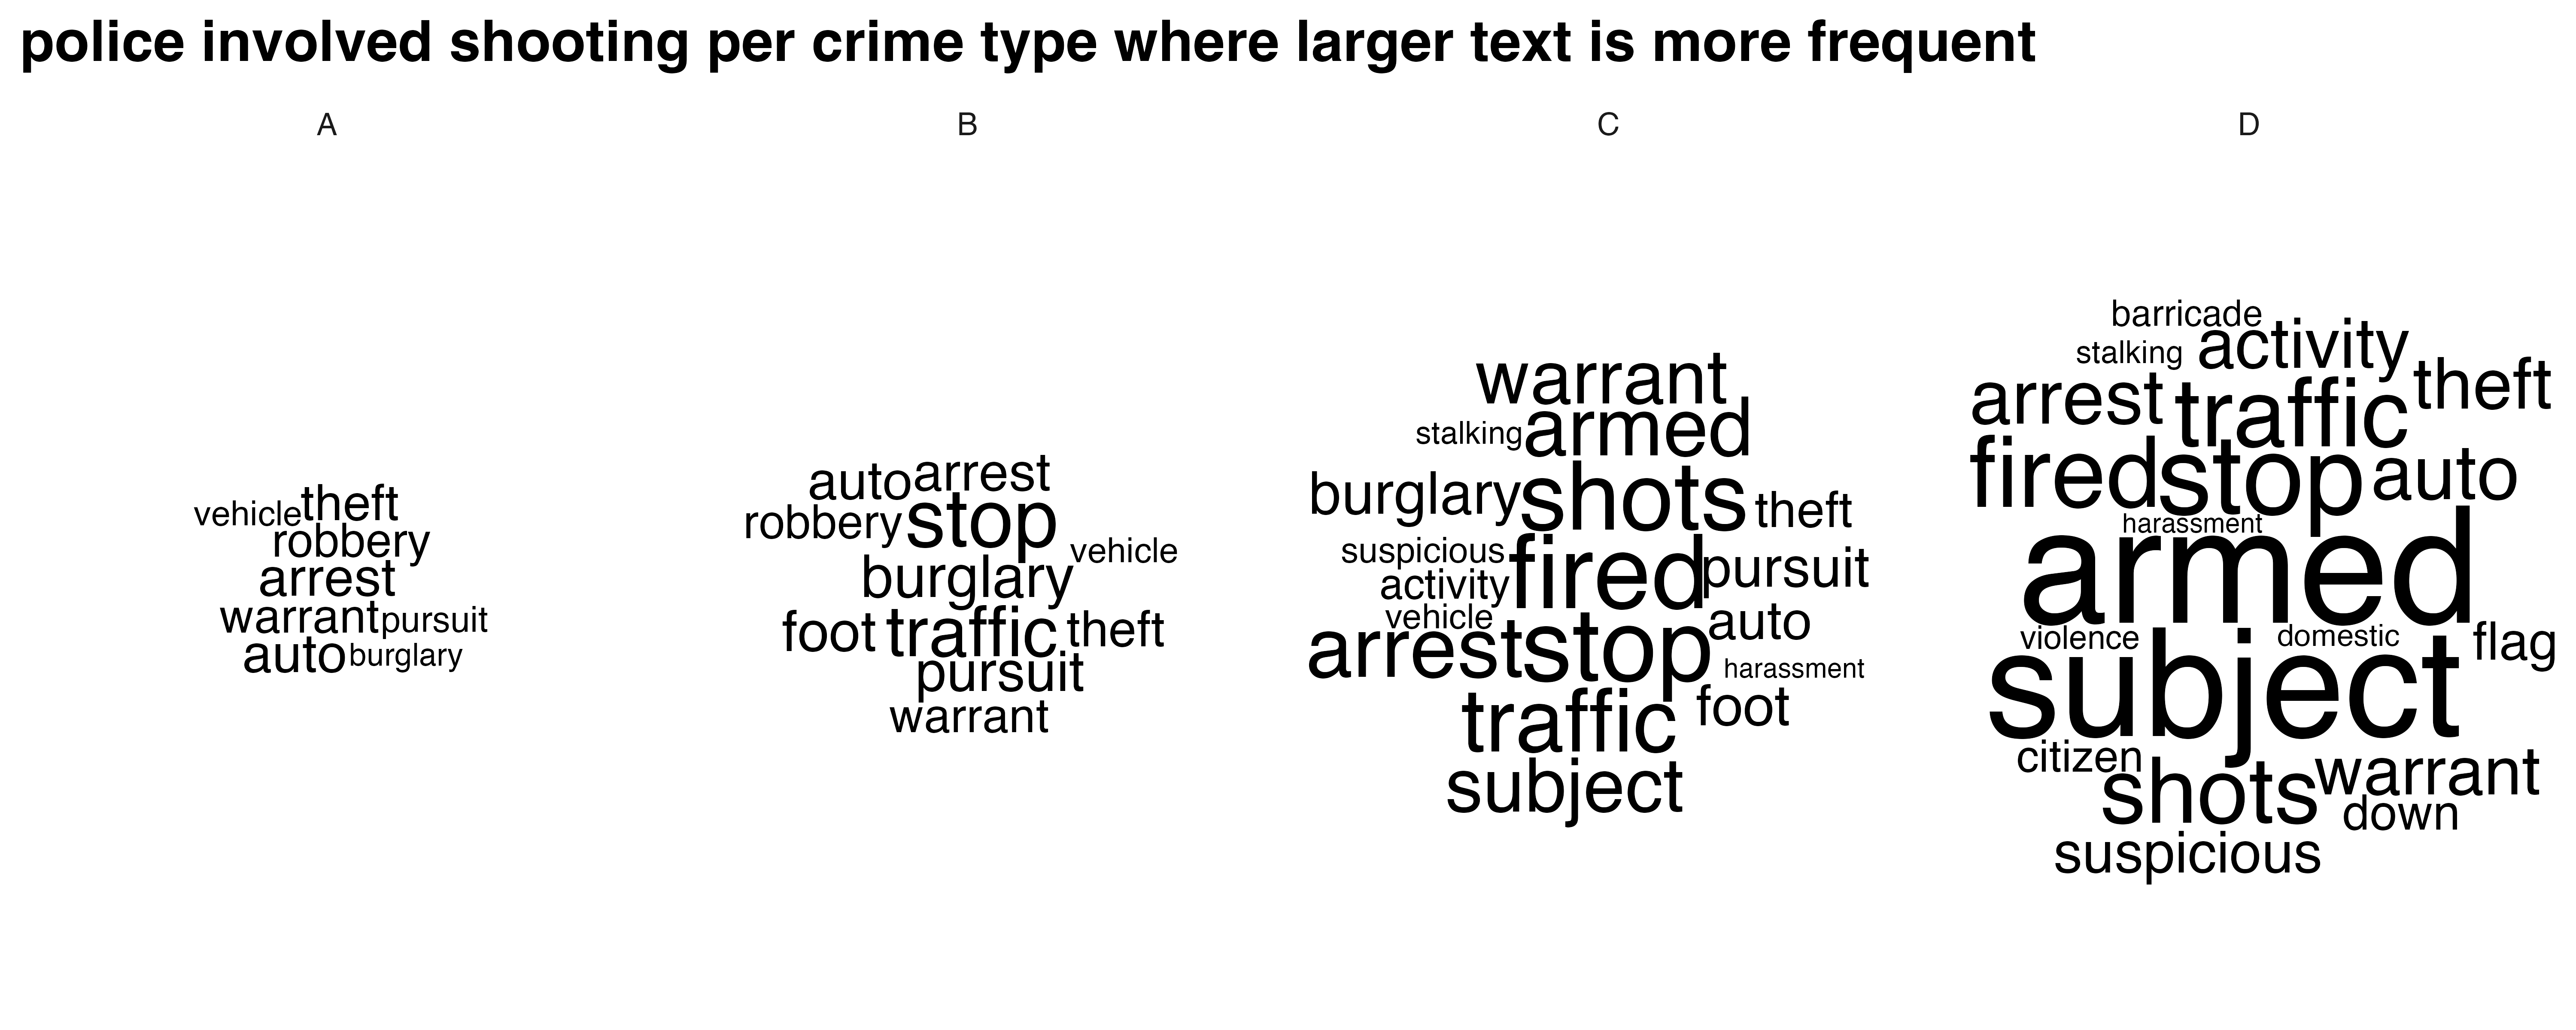 police involved shooting per crime type where larger text is more frequent
A
vehicle theft
robbery
arrest
warrant pursuit
auto burglary
B
auto arrest
robbery stop
vehicle
burglary
foot traffic theft
pursuit
warrant
C
warrant
stalking armed
burglary shots theft
suspicious fired pursuit
activity
vehicle auto
arrest stop
harassment
traffic foot
subject
D
barricade
stalking activity
arrest traffic theft
fired stop auto
harassment
armed
violence domestic flag
subject
citizen warrant
shots down
suspicious